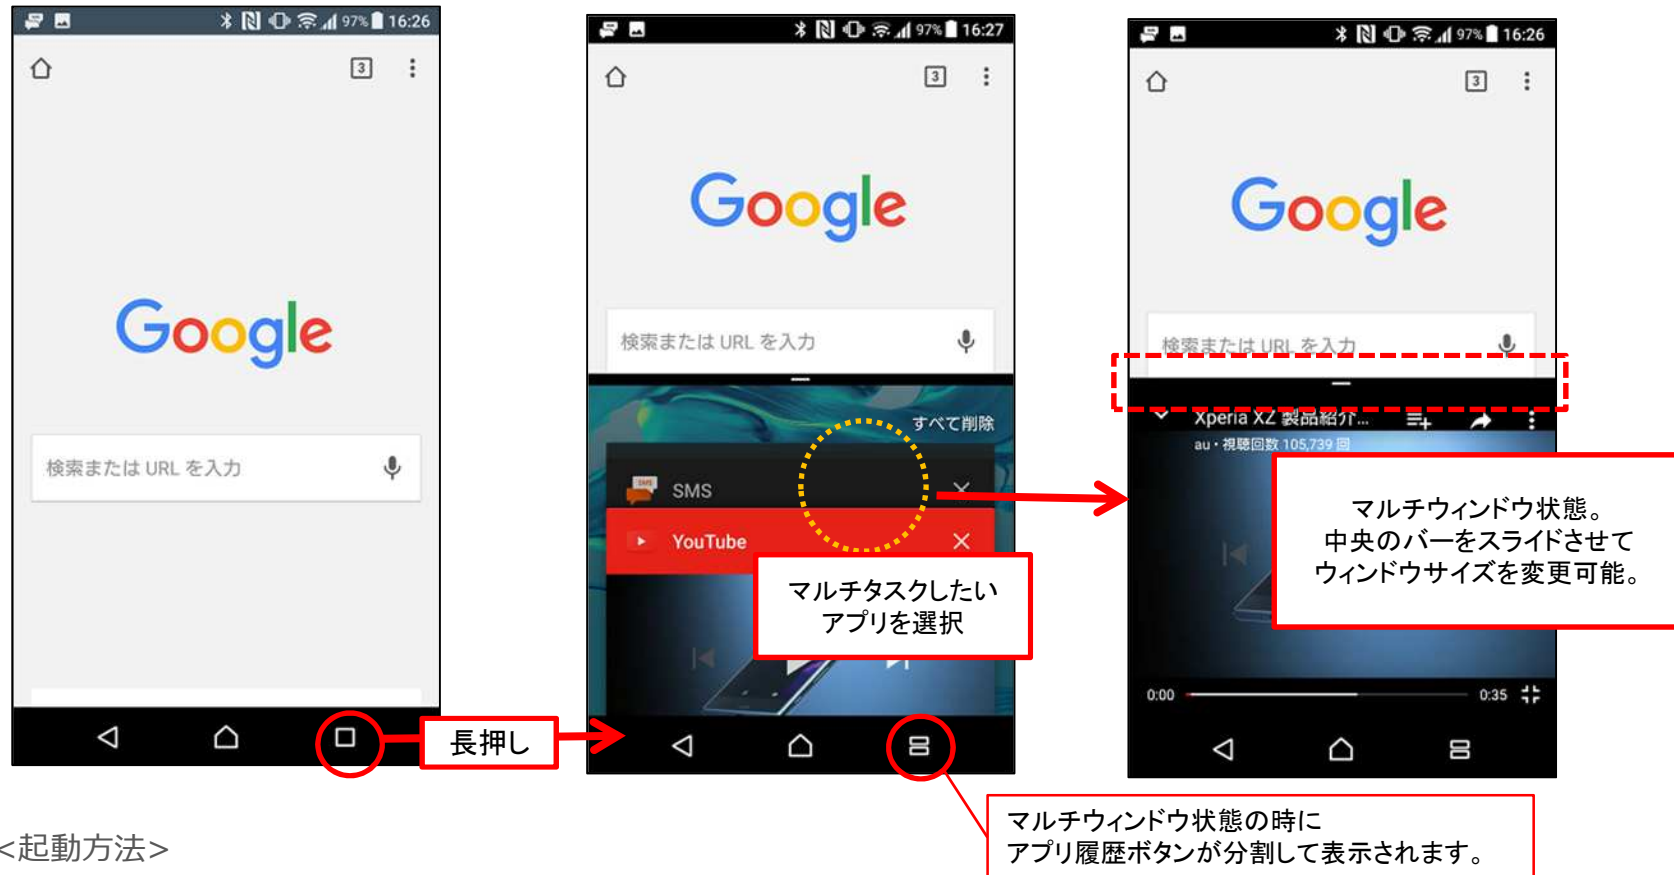 97% 16:26
3
Google
検索または URL を入力
長押し
97% 16:27
3
Google
検索または URL を入力
すべて削除
SMS
SMS
YouTube
マルチタスクしたい
アプリを選択
97% 16:26
3
Google
検索または URL を入力
Xperia XZ 製品紹介...
au・視聴回数 105,739 回
マルチウィンドウ状態。
中央のバーをスライドさせて
ウィンドウサイズを変更可能。
0:00 0:35
マルチウィンドウ状態の時に
アプリ履歴ボタンが分割して表示されます。
<起動方法>